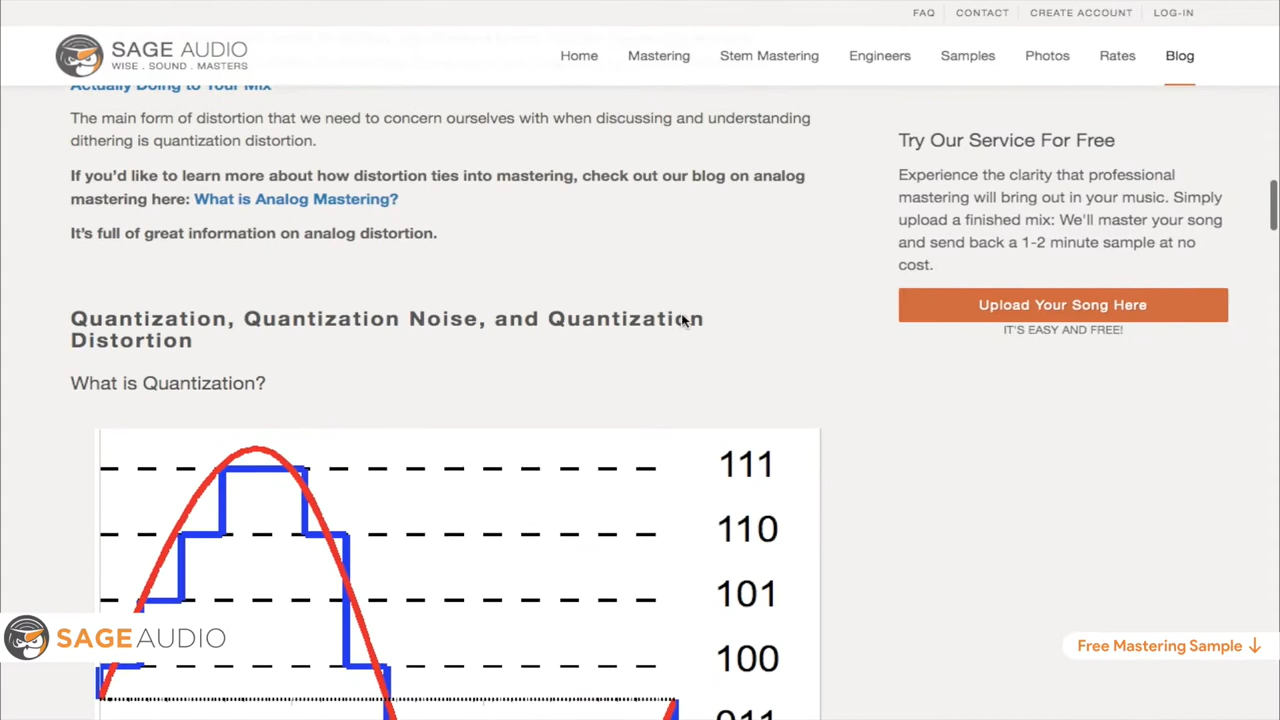 FAQ CONTACT CREATE ACCOUNT LOG-IN
SAGE AUDIO
WISE . SOUND . MASTERS
Home Mastering Stem Mastering Engineers Samples Photos Rates Blog
Actually Doing to Your Mix
The main form of distortion that we need to concern ourselves with when discussing and understanding
dithering is quantization distortion.
If you'd like to learn more about how distortion ties into mastering, check out our blog on analog
mastering here: What is Analog Mastering?
It's full of great information on analog distortion.
Quantization, Quantization Noise, and Quantization
Distortion
What is Quantization?
111
110
101
100
011
Try Our Service For Free
Experience the clarity that professional
mastering will bring out in your music. Simply
upload a finished mix: We'll master your song
and send back a 1-2 minute sample at no
cost.
Upload Your Song Here
IT'S EASY AND FREE!
SAGE AUDIO
Free Mastering Sample ↓